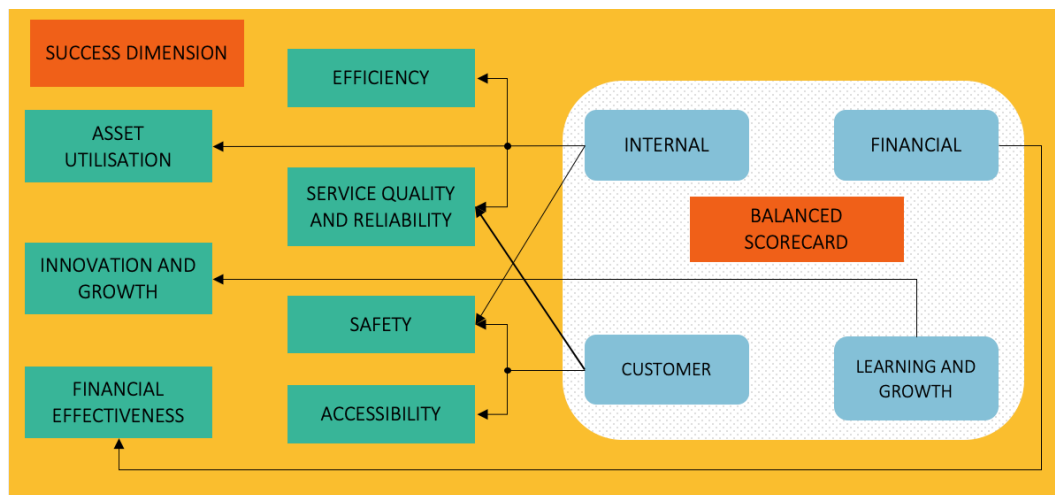 SUCCESS DIMENSION
EFFICIENCY
ASSET
UTILISATION
SERVICE QUALITY
AND RELIABILITY
INNOVATION AND
GROWTH
SAFETY
FINANCIAL
EFFECTIVENESS
ACCESSIBILITY
INTERNAL
FINANCIAL
BALANCED
SCORECARD
CUSTOMER
LEARNING AND
GROWTH